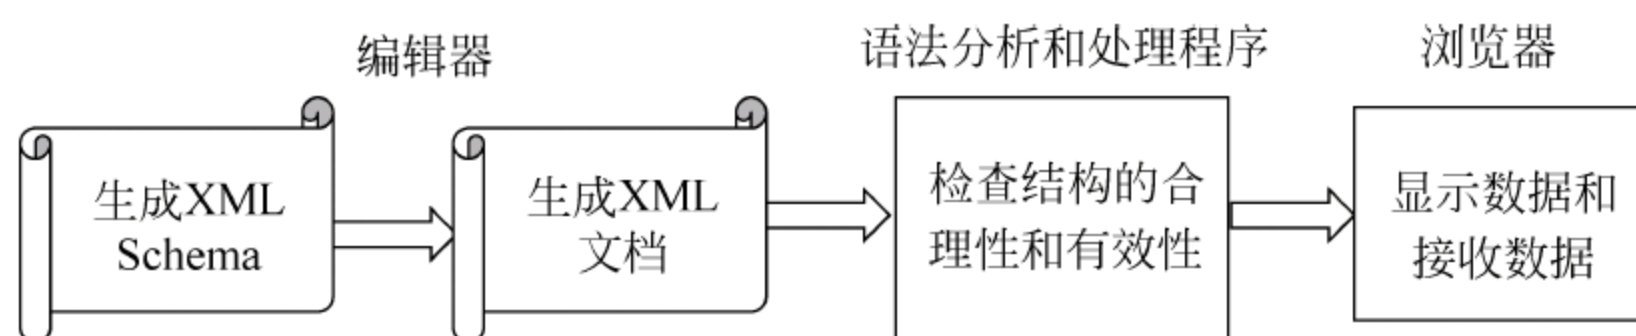 编辑器
语法分析和处理程序
浏览器
生成XML
Schema
生成XML
文档
检查结构的合
理性和有效性
显示数据和
接收数据